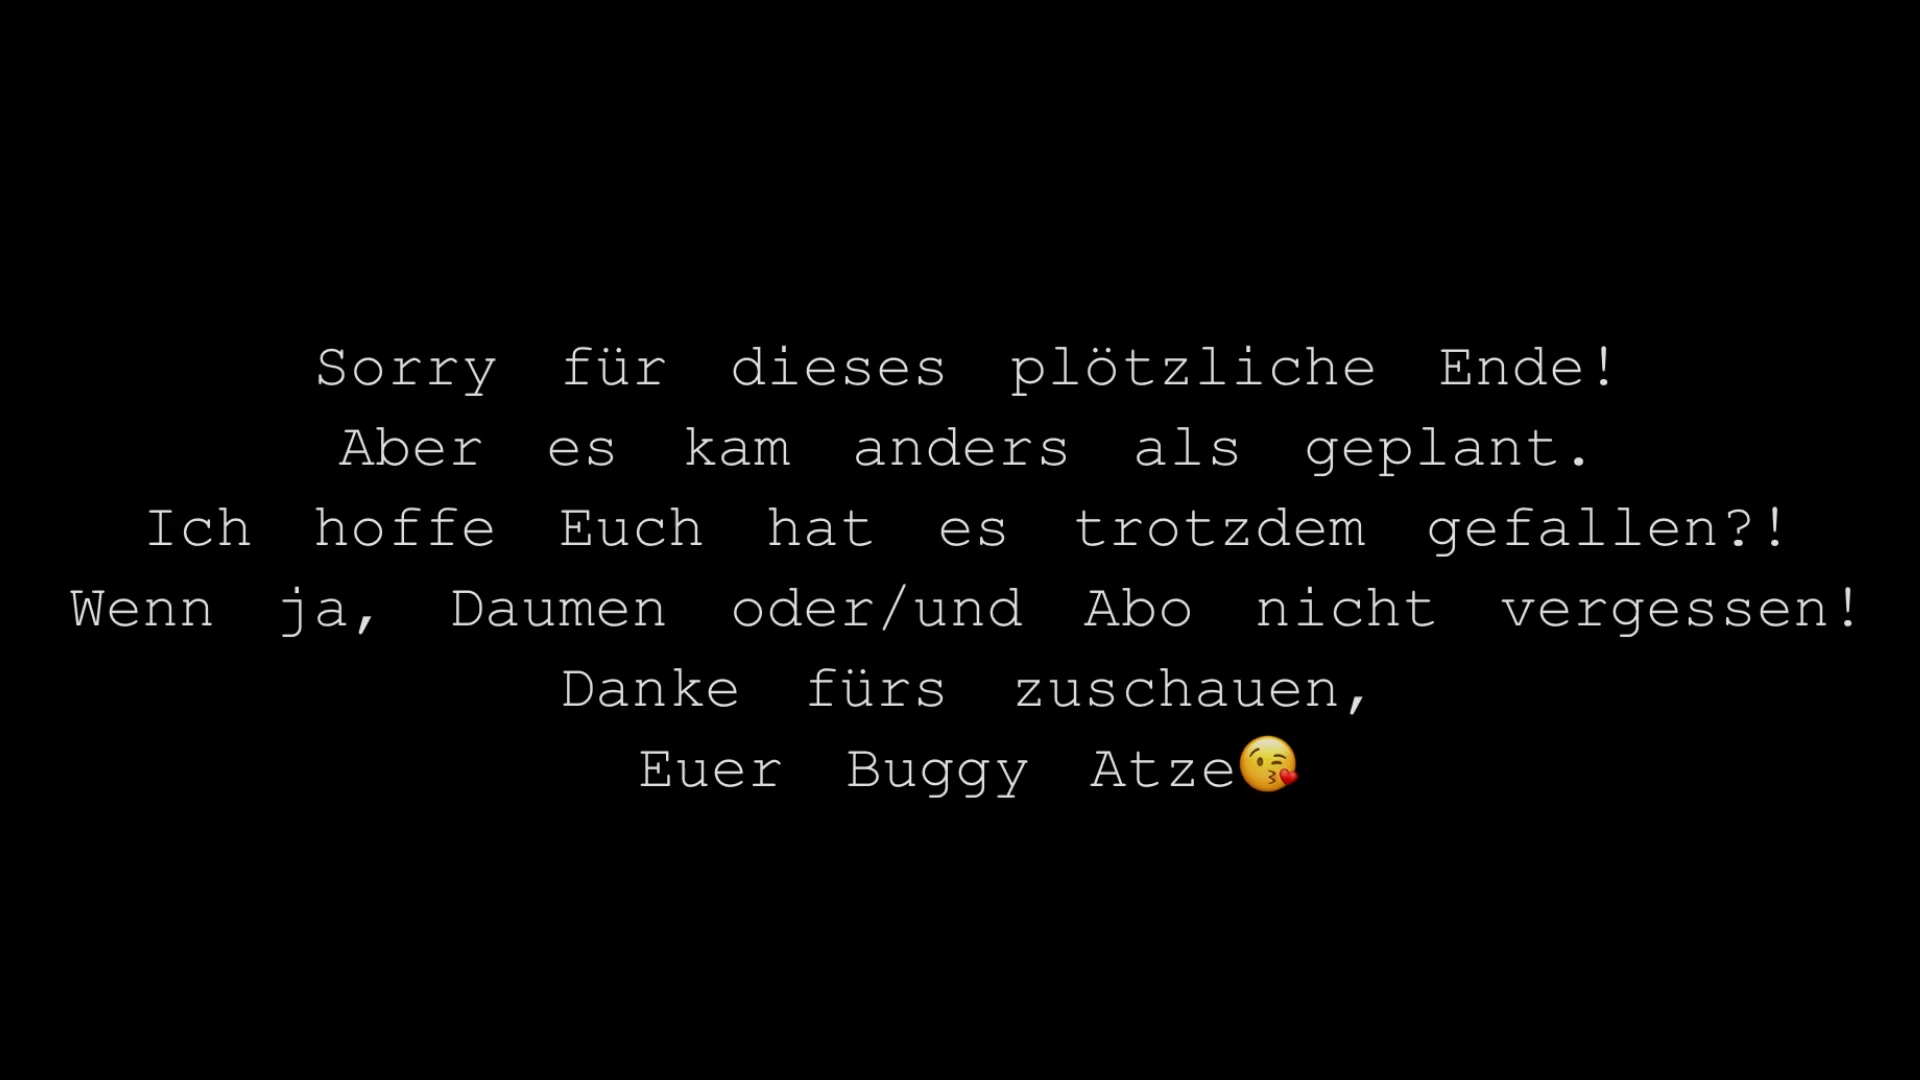 Sorry für dieses plötzliche Ende!
Aber es kam anders als geplant.
Ich hoffe Euch hat es trotzdem gefallen?!
Wenn ja, Daumen oder/und Abo nicht vergessen!
Danke fürs zuschauen,
Euer Buggy Atze😘